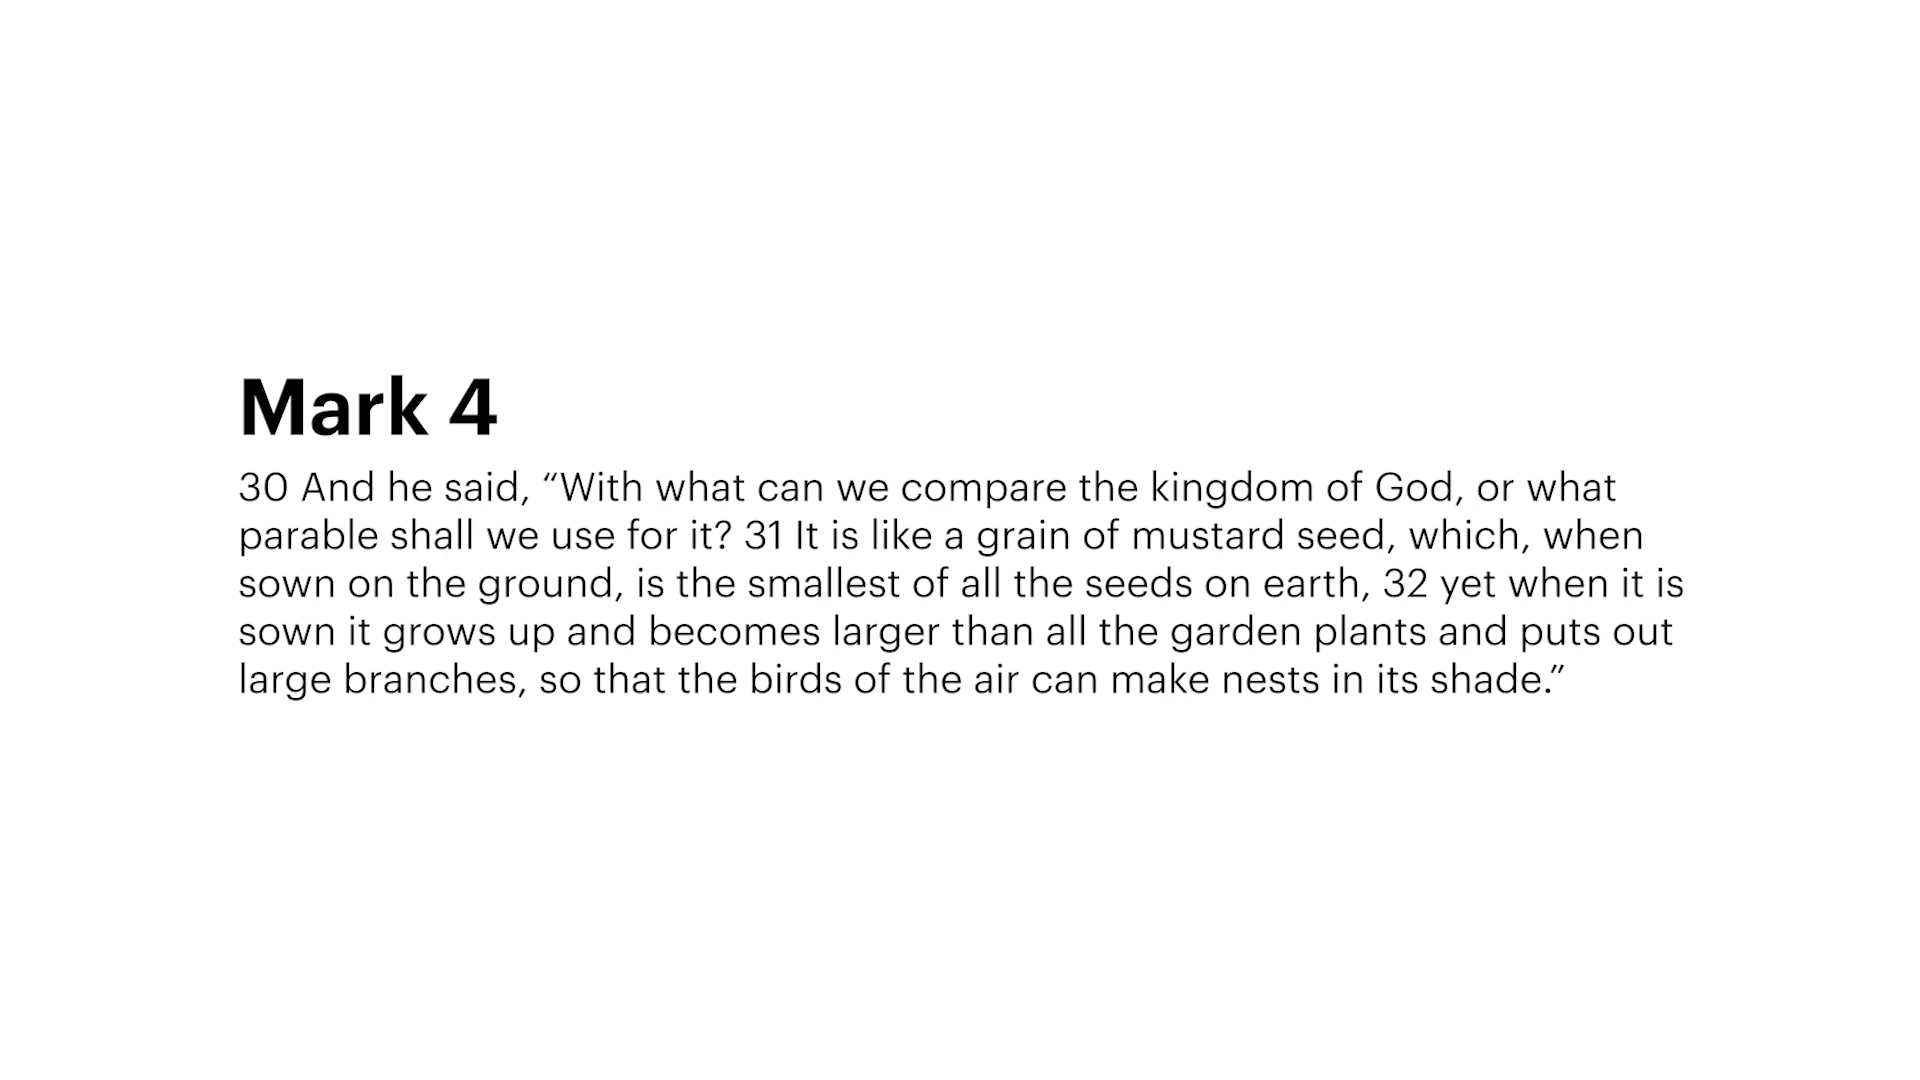 Mark 4
30 And he said, “With what can we compare the kingdom of God, or what
parable shall we use for it? 31 It is like a grain of mustard seed, which, when
sown on the ground, is the smallest of all the seeds on earth, 32 yet when it is
sown it grows up and becomes larger than all the garden plants and puts out
large branches, so that the birds of the air can make nests in its shade.”